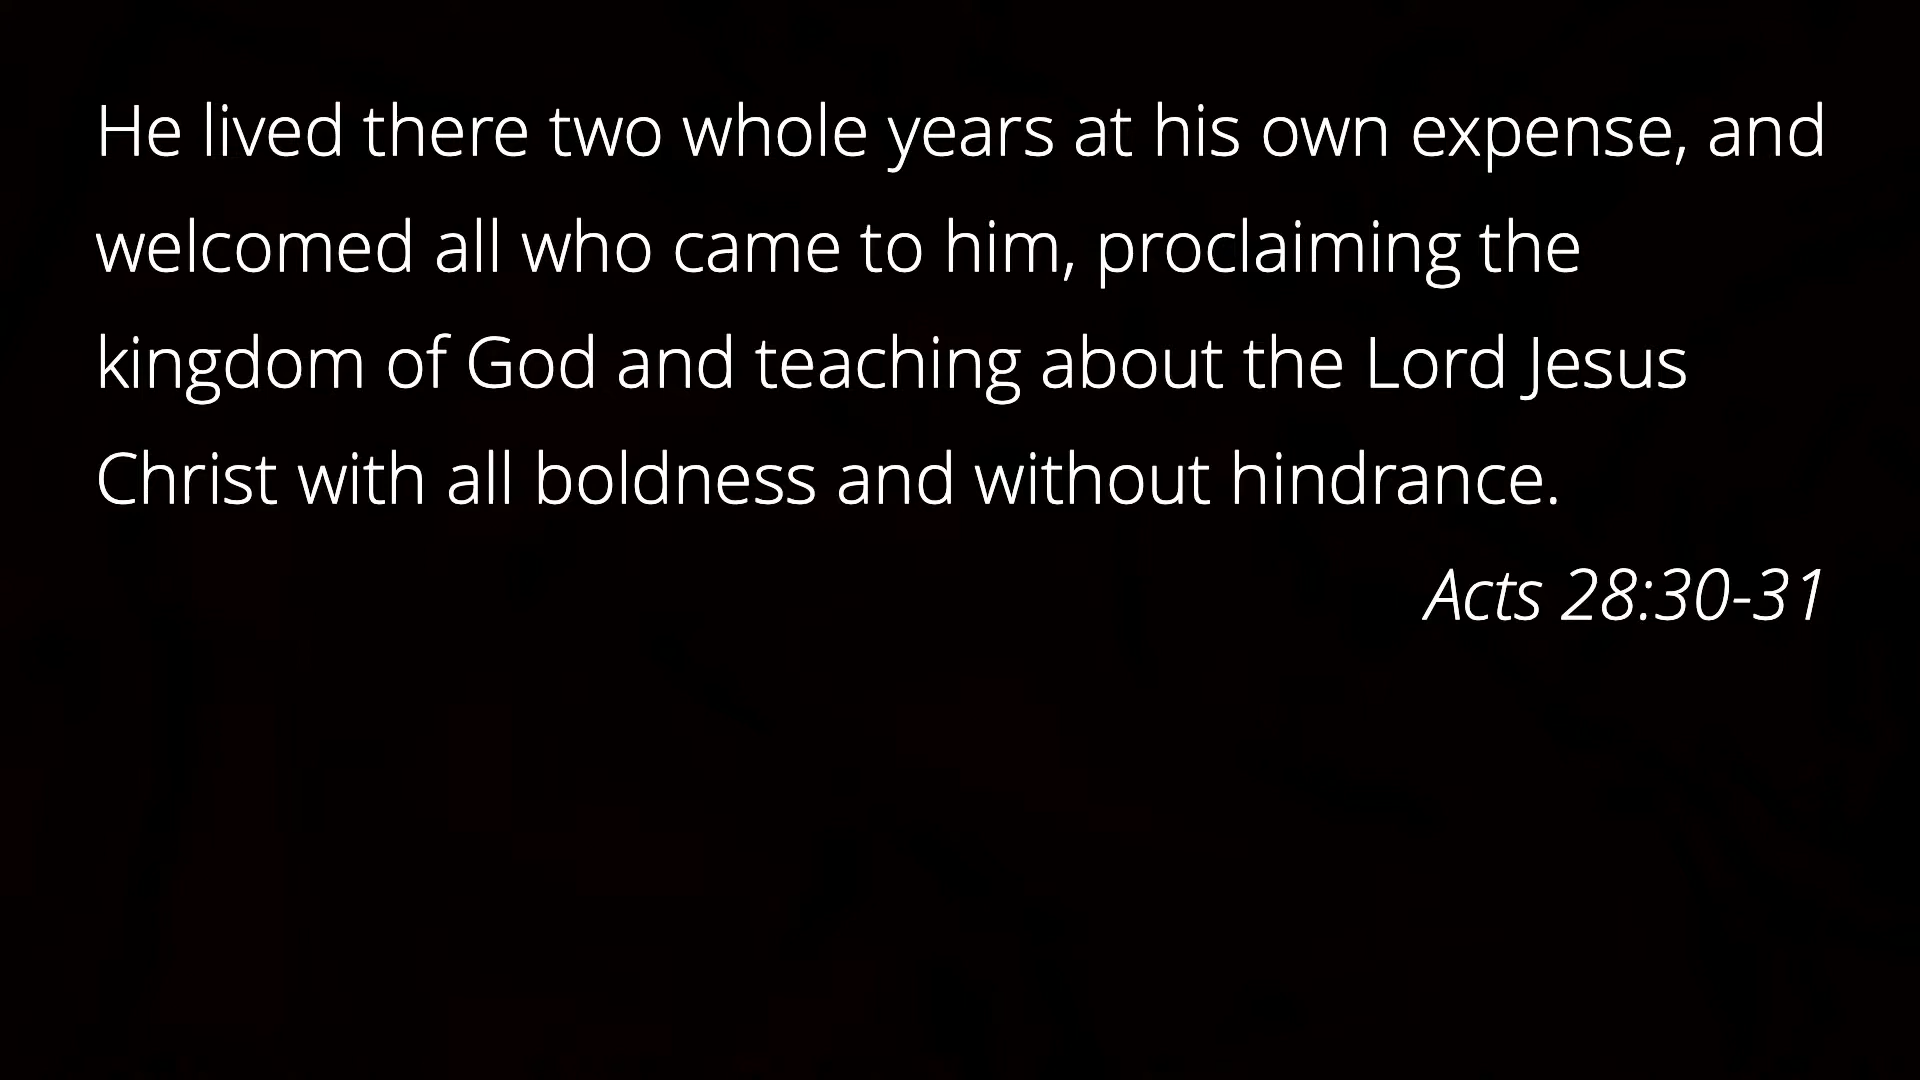 He lived there two whole years at his own expense, and
welcomed all who came to him, proclaiming the
kingdom of God and teaching about the Lord Jesus
Christ with all boldness and without hindrance.
Acts 28:30-31